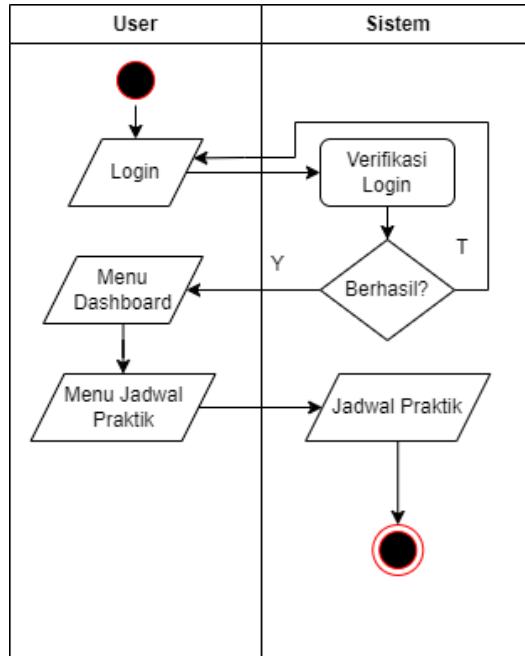 User
Sistem
Login
Verifikasi
Login
Menu
Dashboard
Y
Berhasil?
T
Menu Jadwal
Praktik
Jadwal Praktik